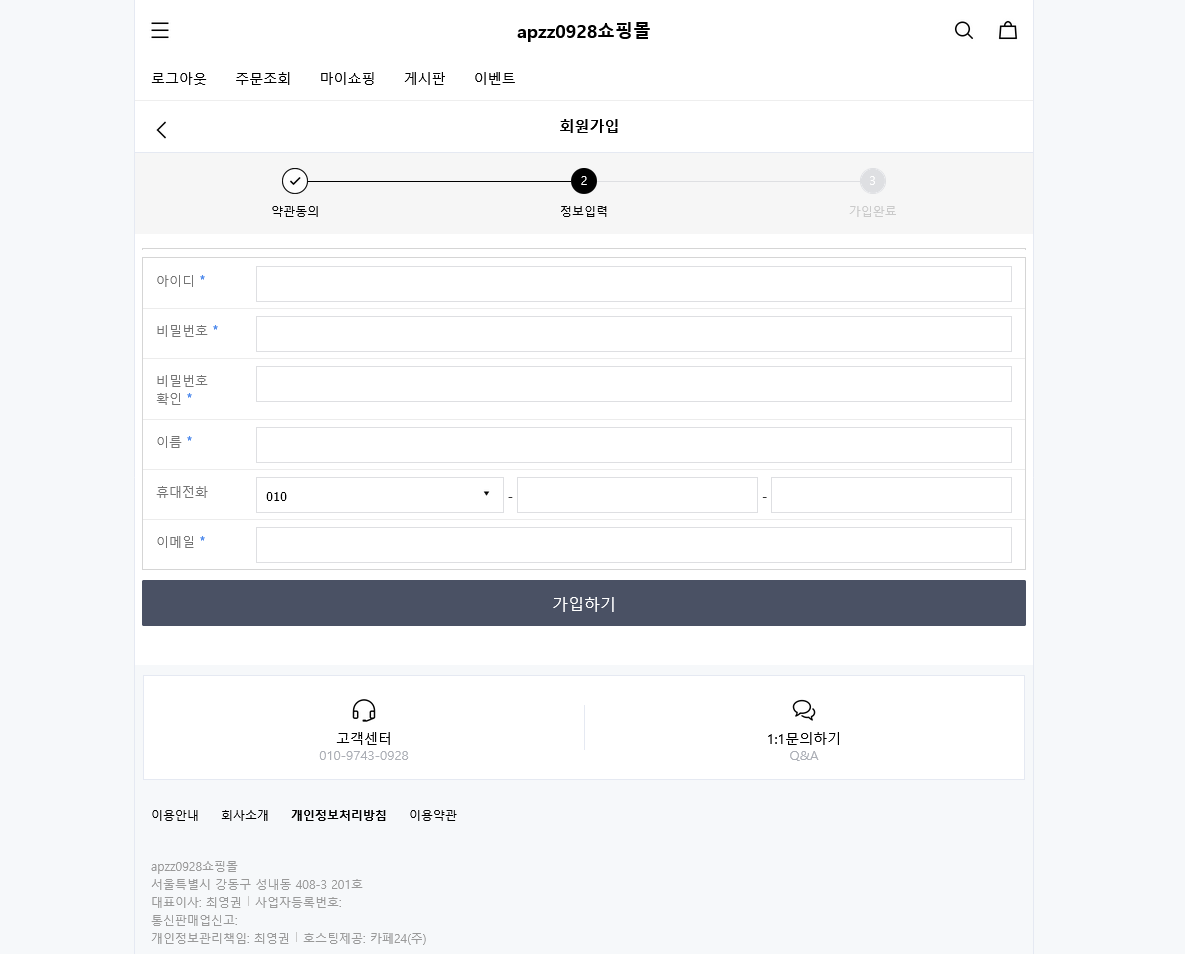 apzz0928쇼핑몰
로그아웃 주문조회 마이쇼핑 게시판 이벤트
회원가입
2 3
약관동의 정보입력 가입완료
아이디 *
비밀번호 *
비밀번호
확인 *
이름 *
휴대전화 010 - -
이메일 *
가입하기
고객센터 1:1문의하기
010-9743-0928 Q&A
이용안내 회사소개 개인정보처리방침 이용약관
apzz0928쇼핑몰
서울특별시 강동구 성내동 408-3 201호
대표이사: 최영권 사업자등록번호:
통신판매업신고:
개인정보관리책임: 최영권 호스팅제공: 카페24(주)